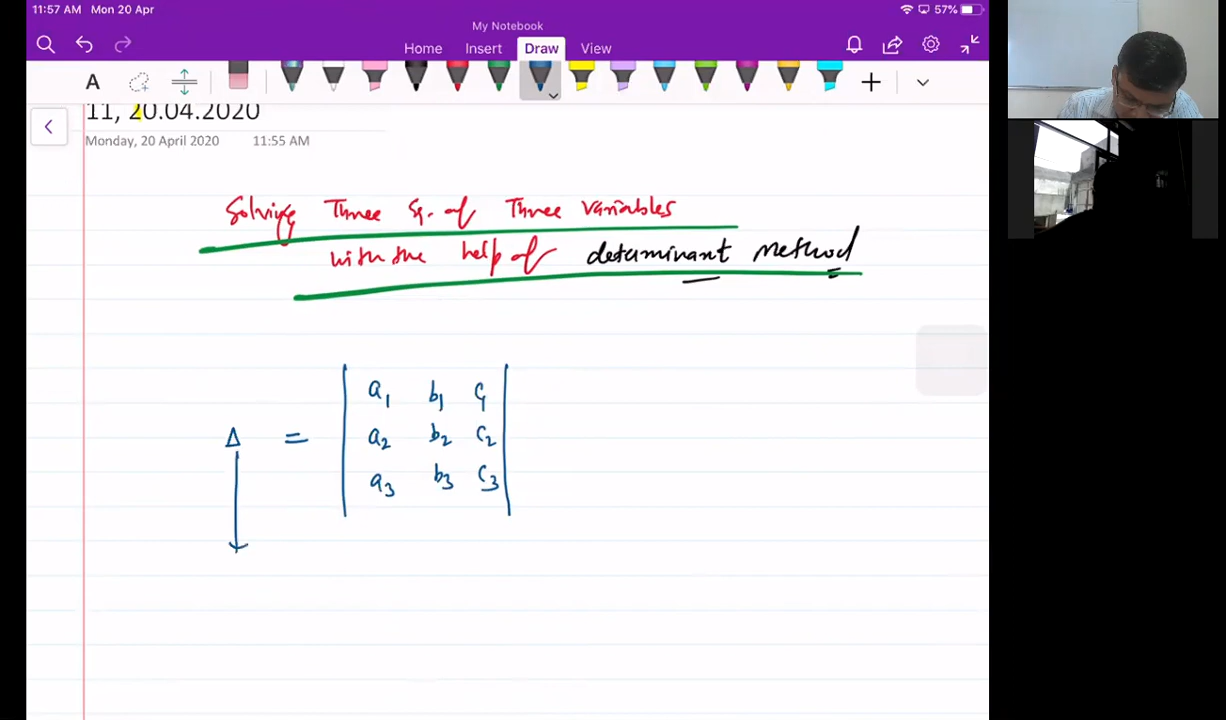 11:57 AM Mon 20 Apr
57%
My Notebook
Home Insert Draw View
A
11, 20.04.2020
Monday, 20 April 2020 11:55 AM
Solving Three Eq. of Three variables
with the help of determinant method
a1 b1 c1
Δ = a2 b2 c2
a3 b3 c3